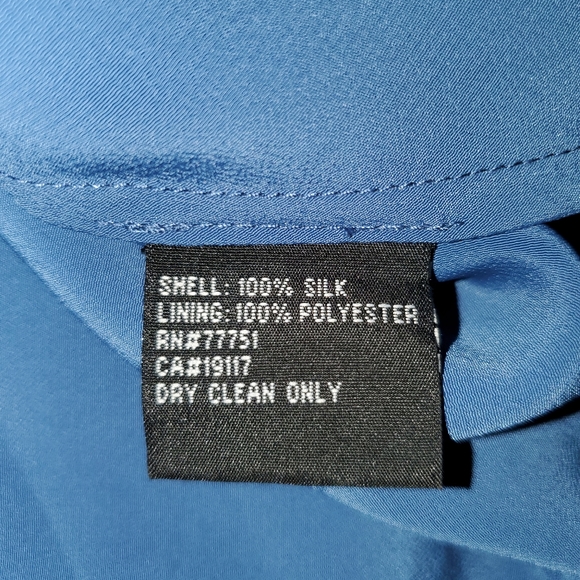 SHELL: 100% SILK
LINING: 100% POLYESTER
RN#77751
CA#19117
DRY CLEAN ONLY